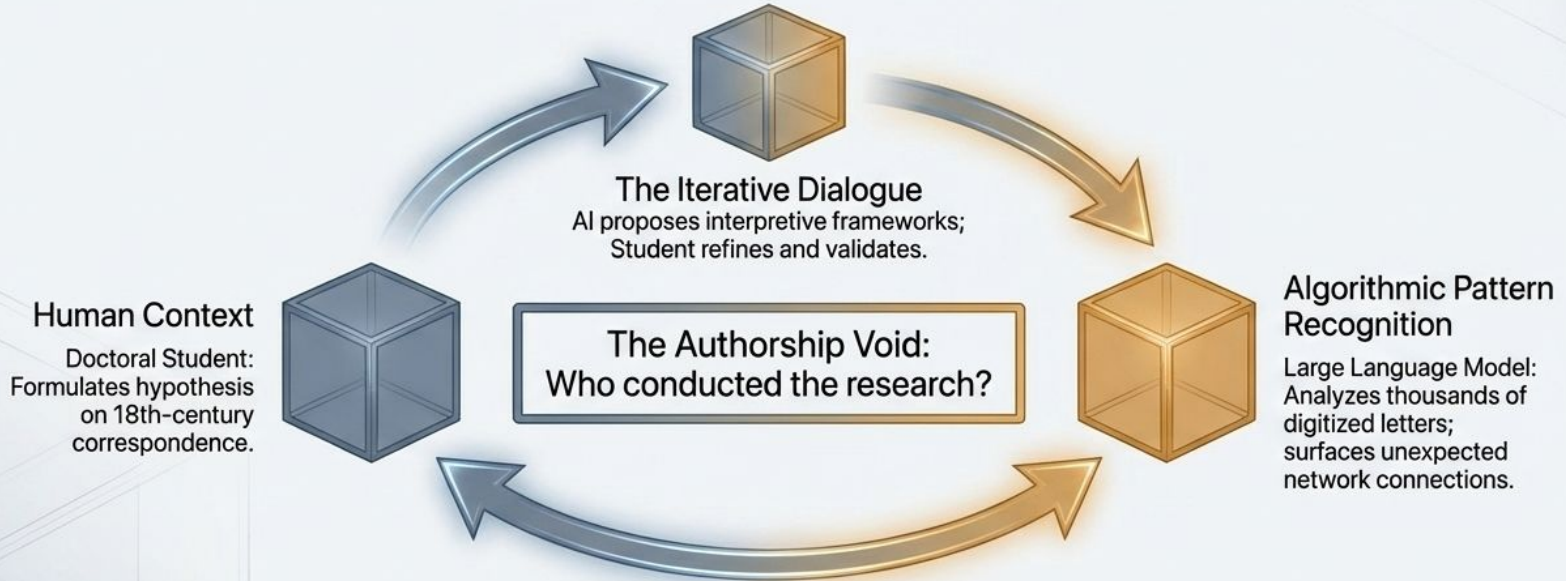 The Iterative Dialogue
AI proposes interpretive frameworks;
Student refines and validates.
Human Context
Doctoral Student:
Formulates hypothesis
on 18th-century
correspondence.
The Authorship Void:
Who conducted the research?
Algorithmic Pattern
Recognition
Large Language Model:
Analyzes thousands of
digitized letters;
surfaces unexpected
network connections.